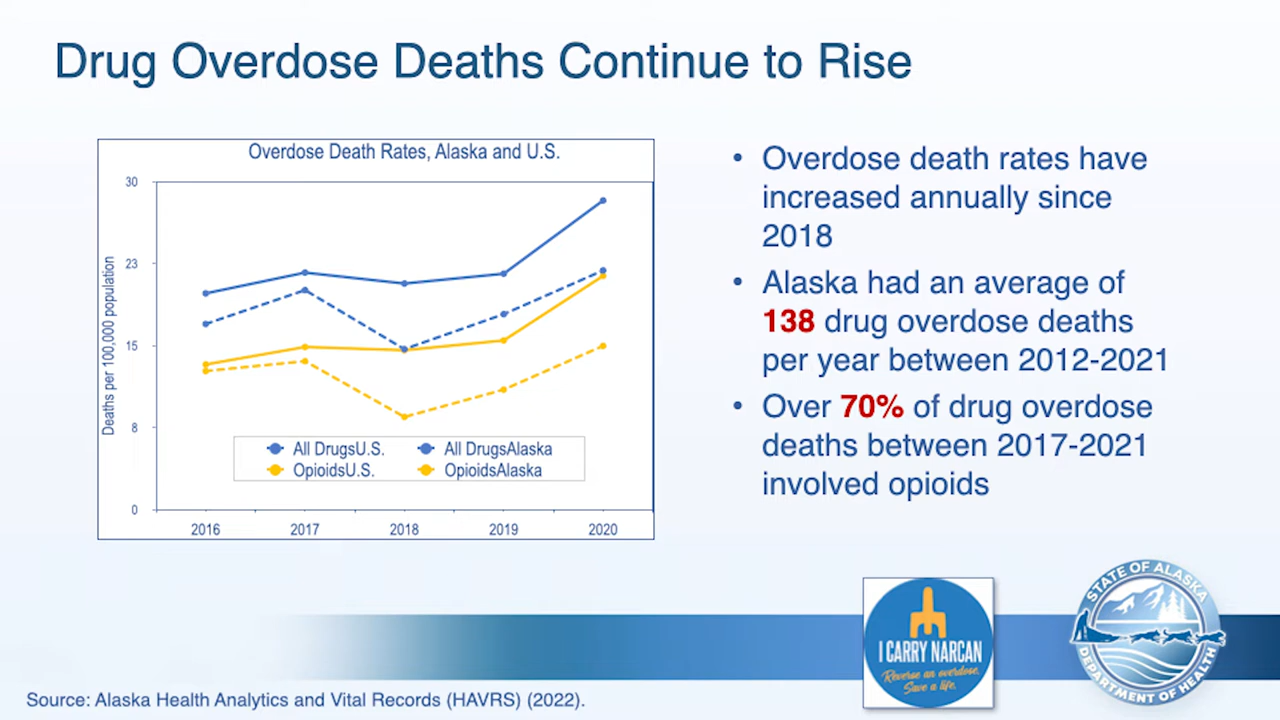 Drug Overdose Deaths Continue to Rise
Overdose Death Rates, Alaska and U.S.
Deaths per 100,000 population
30
23
15
8
0
2016 2017 2018 2019 2020
All DrugsU.S. All DrugsAlaska
OpioidsU.S. OpioidsAlaska
• Overdose death rates have
increased annually since
2018
• Alaska had an average of
138 drug overdose deaths
per year between 2012-2021
• Over 70% of drug overdose
deaths between 2017-2021
involved opioids
I CARRY NARCAN
Reverse an overdose.
Save a life.
STATE OF ALASKA
DEPARTMENT OF HEALTH
Source: Alaska Health Analytics and Vital Records (HAVRS) (2022).